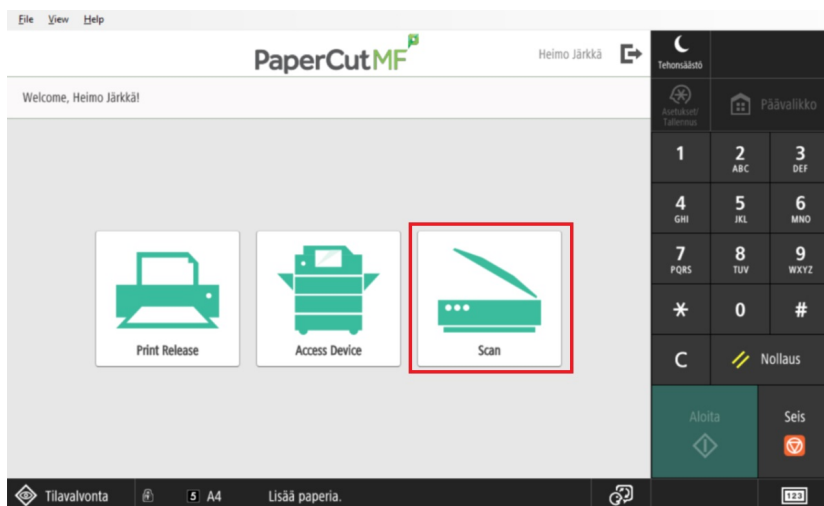 File View Help
PaperCutMF
Heimo Järkkä
Welcome, Heimo Järkkä!
Print Release
Access Device
Scan
Tehonsäästö
Asetukset/
Tallennus
Päävalikko
1 2 3
ABC DEF
4 5 6
GHI JKL MNO
7 8 9
PQRS TUV WXYZ
* 0 #
C Nollaus
Aloita Seis
Tilavalvonta 5 A4 Lisää paperia. 123